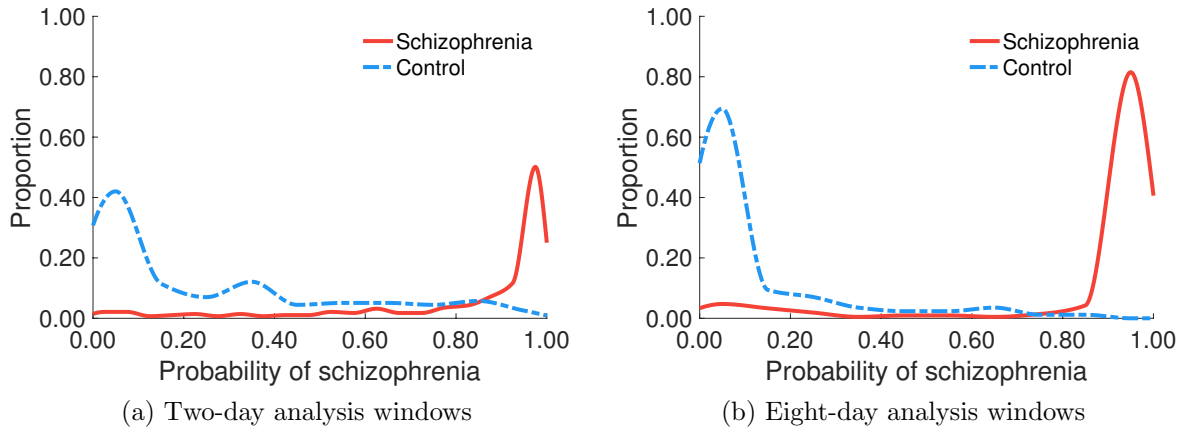 1.00
0.80
0.60
0.40
0.20
0.00
Proportion
Schizophrenia
Control
0.00 0.20 0.40 0.60 0.80 1.00
Probability of schizophrenia
(a) Two-day analysis windows
1.00
0.80
0.60
0.40
0.20
0.00
Proportion
Schizophrenia
Control
0.00 0.20 0.40 0.60 0.80 1.00
Probability of schizophrenia
(b) Eight-day analysis windows